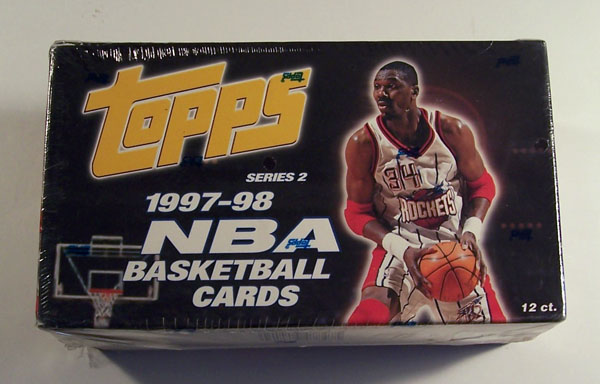 TOPPS
SERIES 2
1997-98
NBA
BASKETBALL
CARDS
34
ROCKETS
12 ct.